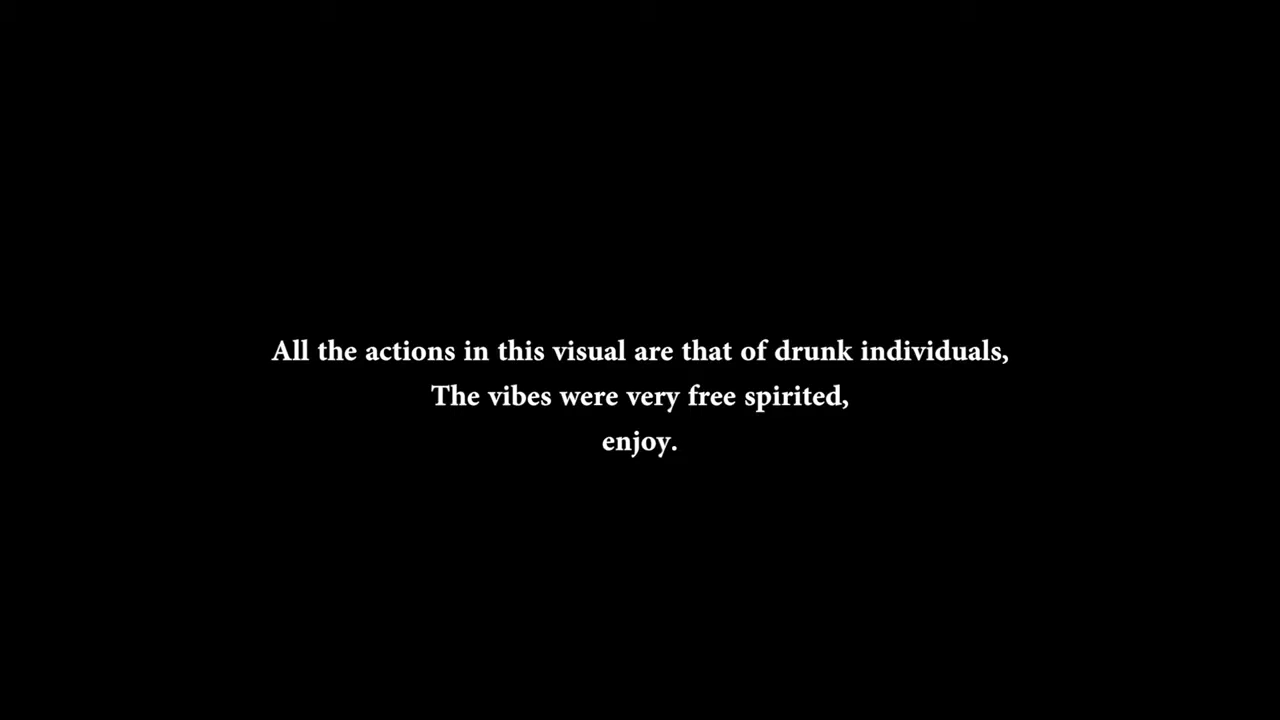 All the actions in this visual are that of drunk individuals,
The vibes were very free spirited,
enjoy.